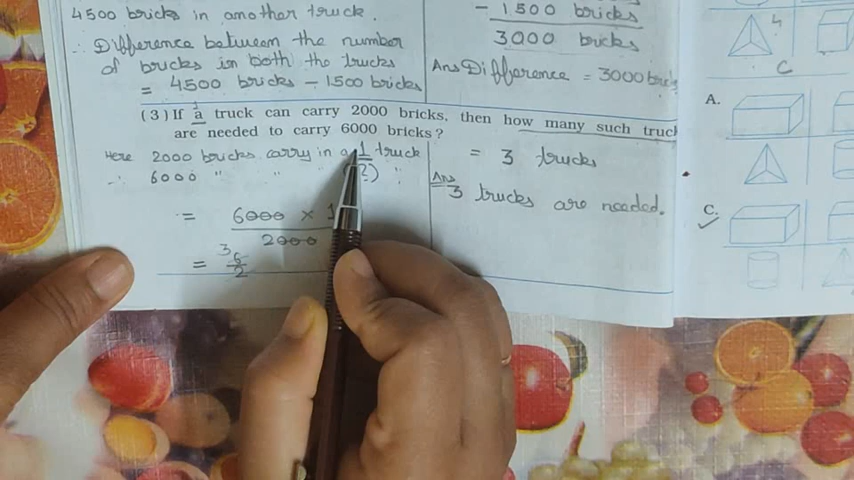 4500 bricks in another truck.
∴ Difference between the number
of bricks in both the trucks
= 4500 bricks - 1500 bricks
- 1500 bricks
3000 bricks
Ans Difference = 3000 bricks
(3) If a truck can carry 2000 bricks, then how many such truck
are needed to carry 6000 bricks?
Here 2000 bricks carry in a 1 truck
∴ 6000 " " " (?) "
= 6000 × 1
2000
= 3 6
2
= 3 trucks
Ans 3 trucks are needed.
4
C
A.
C.